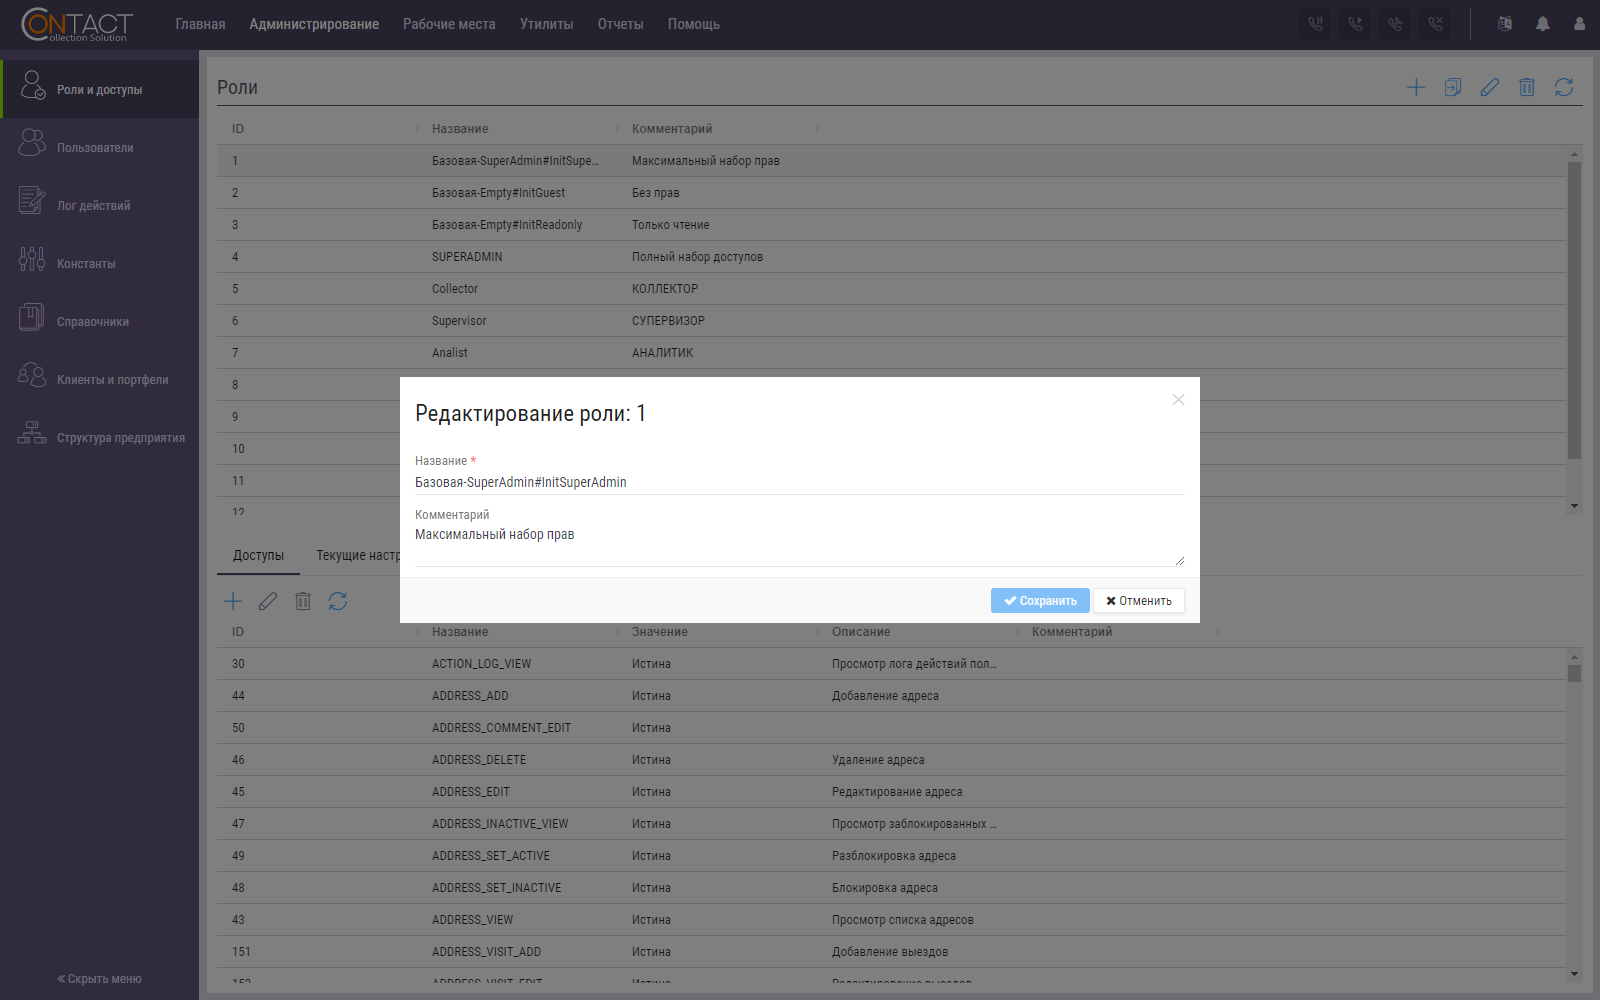 CONTACT
Collection Solution
Главная
Администрирование
Рабочие места
Утилиты
Отчеты
Помощь
Роли и доступы
Пользователи
Лог действий
Константы
Справочники
Клиенты и портфели
Структура предприятия
« Скрыть меню
Роли
ID Название Комментарий
1 Базовая-SuperAdmin#InitSupe... Максимальный набор прав
2 Базовая-Empty#InitGuest Без прав
3 Базовая-Empty#InitReadonly Только чтение
4 SUPERADMIN Полный набор доступов
5 Collector КОЛЛЕКТОР
6 Supervisor СУПЕРВИЗОР
7 Analist АНАЛИТИК
8
9
10
11
12
Редактирование роли: 1
Название *
Базовая-SuperAdmin#InitSuperAdmin
Комментарий
Максимальный набор прав
Сохранить
Отменить
Доступы
Текущие настр
ID Название Значение Описание Комментарий
30 ACTION_LOG_VIEW Истина Просмотр лога действий пол...
44 ADDRESS_ADD Истина Добавление адреса
50 ADDRESS_COMMENT_EDIT Истина
46 ADDRESS_DELETE Истина Удаление адреса
45 ADDRESS_EDIT Истина Редактирование адреса
47 ADDRESS_INACTIVE_VIEW Истина Просмотр заблокированных ...
49 ADDRESS_SET_ACTIVE Истина Разблокировка адреса
48 ADDRESS_SET_INACTIVE Истина Блокировка адреса
43 ADDRESS_VIEW Истина Просмотр списка адресов
151 ADDRESS_VISIT_ADD Истина Добавление выездов
152 ADDRESS_VISIT_EDIT Истина Редактирование выездов